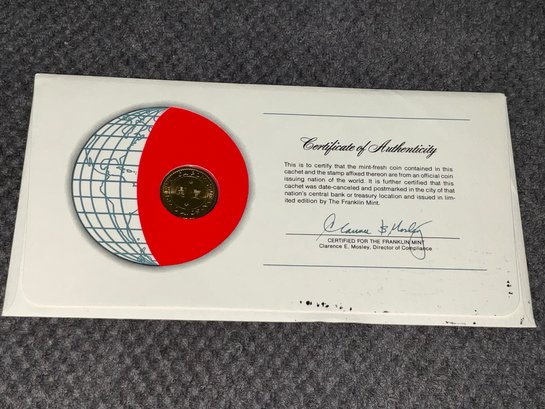 Certificate of Authenticity
This is to certify that the mint-fresh coin contained in this
cachet and the stamp affixed thereon are from an official coin
issuing nation of the world. It is further certified that this
cachet was date-canceled and postmarked in the city of that
nation's central bank or treasury location and issued in lim-
ited edition by The Franklin Mint.
Clarence E. Mosley
CERTIFIED FOR THE FRANKLIN MINT
Clarence E. Mosley, Director of Compliance